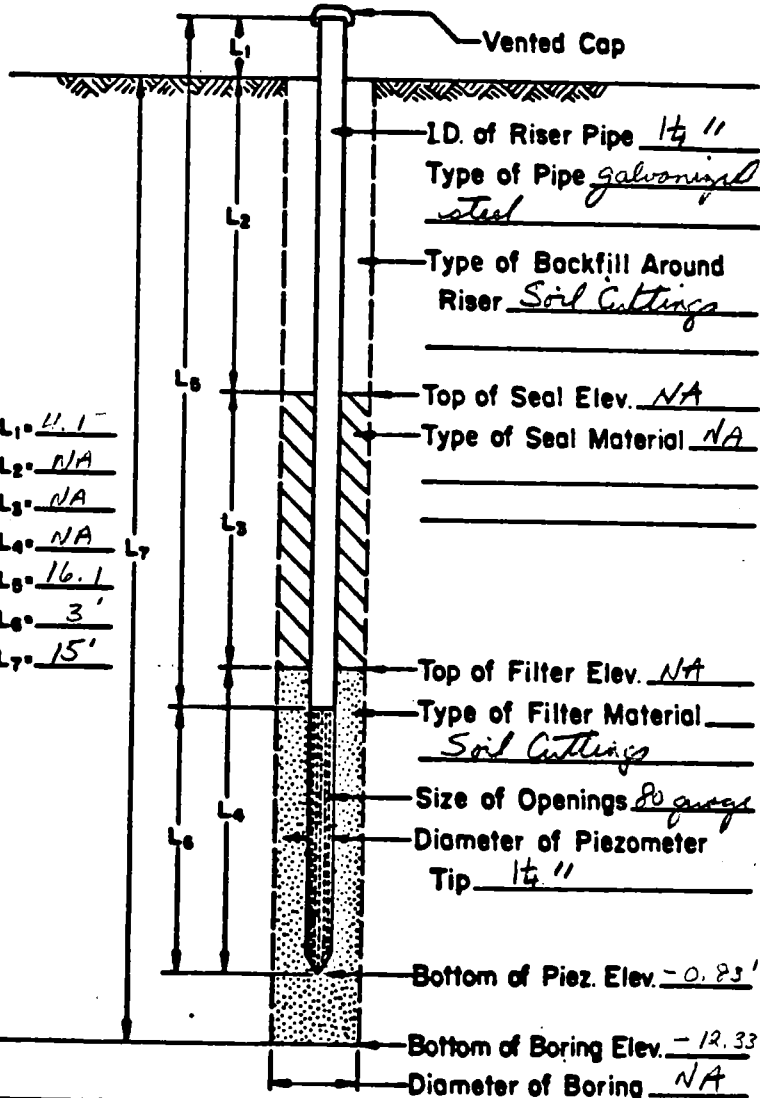 Vented Cap
L1
I.D. of Riser Pipe 1¼"
Type of Pipe galvanized
steel
L2
Type of Backfill Around
Riser Soil Cuttings
L5
Top of Seal Elev. NA
Type of Seal Material NA
L1= 4.1
L2= NA
L3= NA
L4= NA
L5= 16.1
L6= 3'
L7= 15'
L7
L3
Top of Filter Elev. NA
Type of Filter Material
Soil Cuttings
Size of Openings 80 guage
L4
L6
Diameter of Piezometer
Tip 1¼"
Bottom of Piez. Elev. -0.83'
Bottom of Boring Elev. -12.33
Diameter of Boring NA